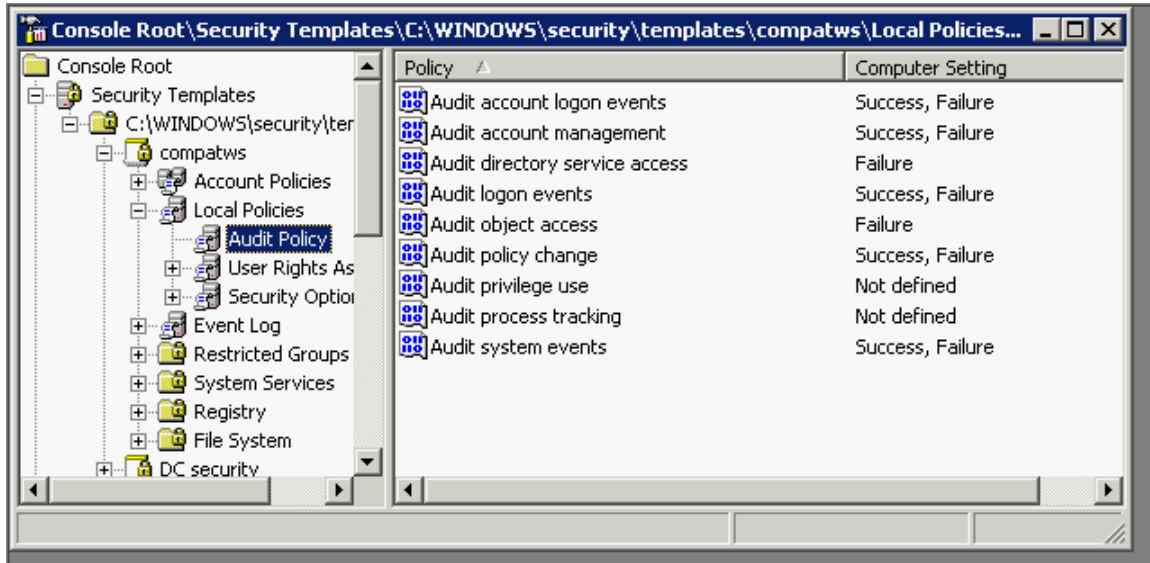 Console Root\Security Templates\C:\WINDOWS\security\templates\compatws\Local Policies...
Console Root
Security Templates
C:\WINDOWS\security\ter
compatws
Account Policies
Local Policies
Audit Policy
User Rights As
Security Option
Event Log
Restricted Groups
System Services
Registry
File System
DC security
Policy Computer Setting
Audit account logon events Success, Failure
Audit account management Success, Failure
Audit directory service access Failure
Audit logon events Success, Failure
Audit object access Failure
Audit policy change Success, Failure
Audit privilege use Not defined
Audit process tracking Not defined
Audit system events Success, Failure